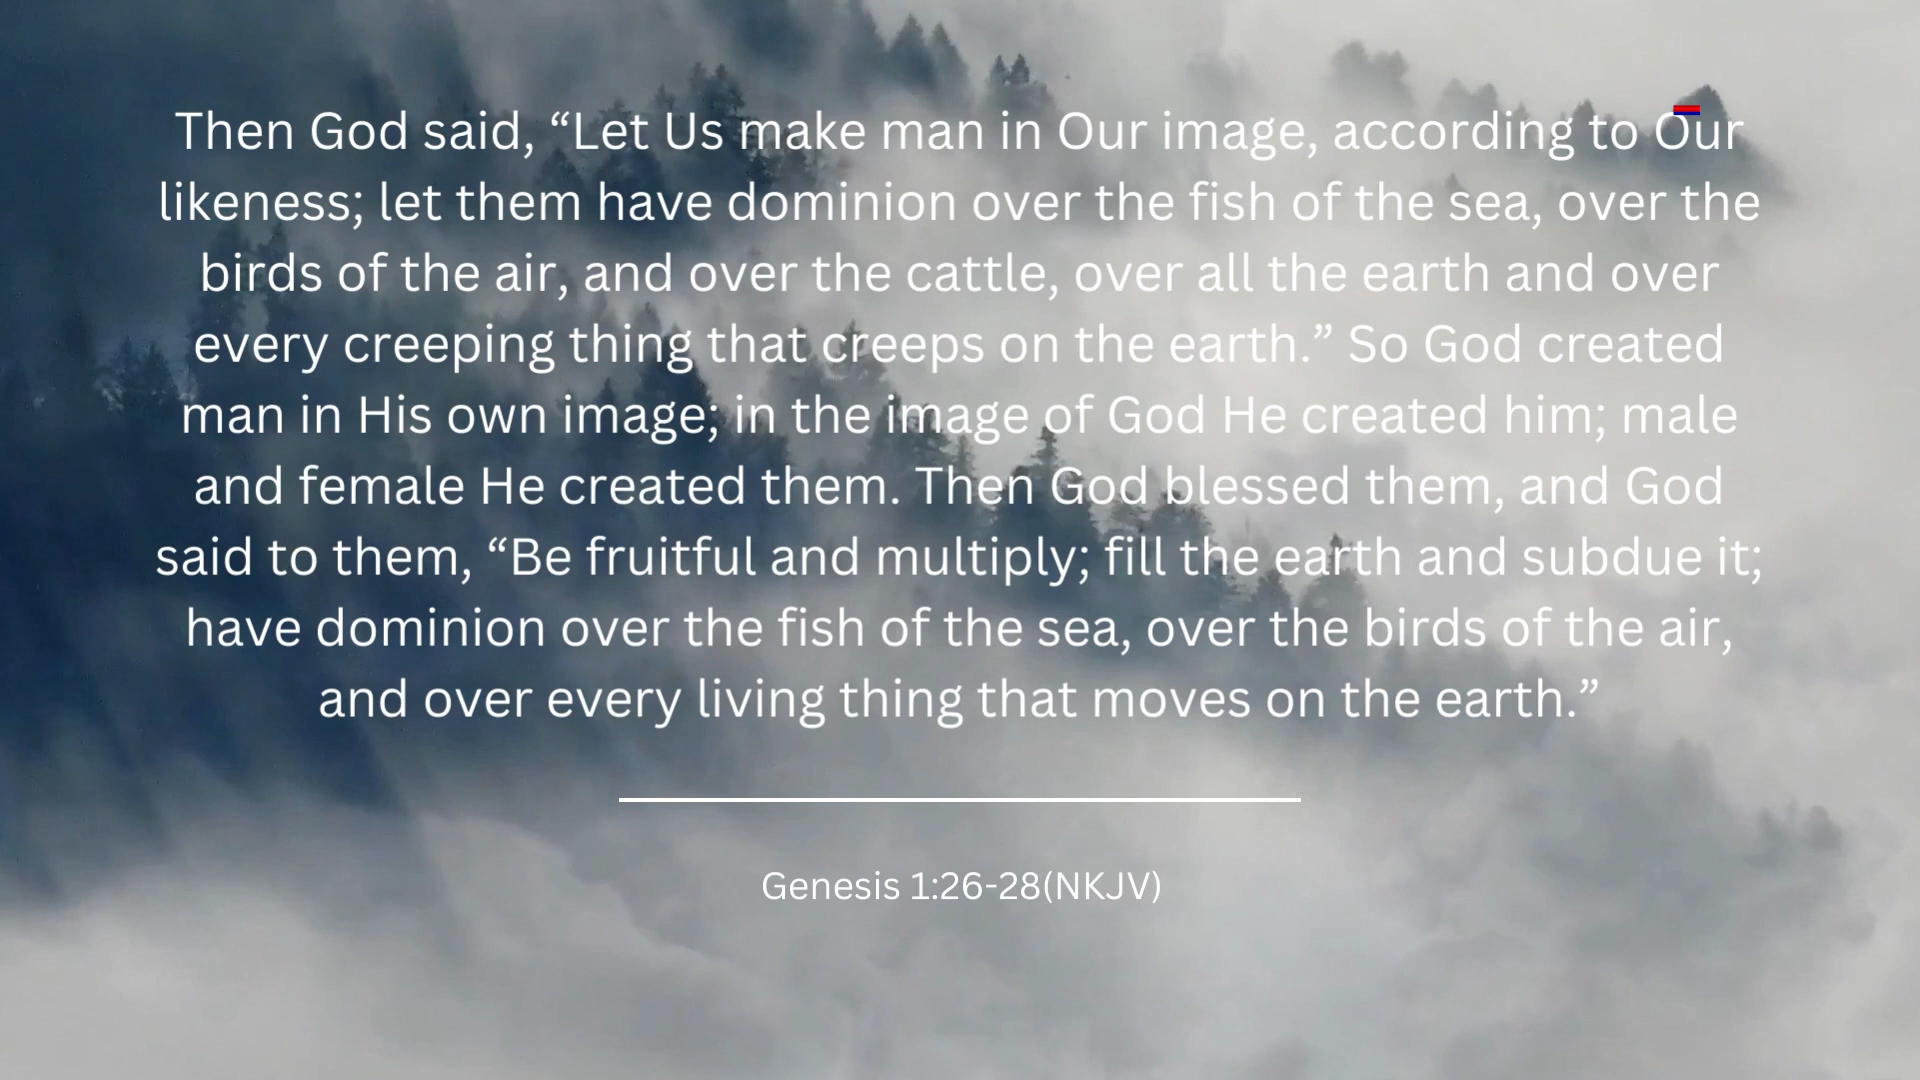 Then God said, “Let Us make man in Our image, according to Our
likeness; let them have dominion over the fish of the sea, over the
birds of the air, and over the cattle, over all the earth and over
every creeping thing that creeps on the earth.” So God created
man in His own image; in the image of God He created him; male
and female He created them. Then God blessed them, and God
said to them, “Be fruitful and multiply; fill the earth and subdue it;
have dominion over the fish of the sea, over the birds of the air,
and over every living thing that moves on the earth.”
Genesis 1:26-28(NKJV)